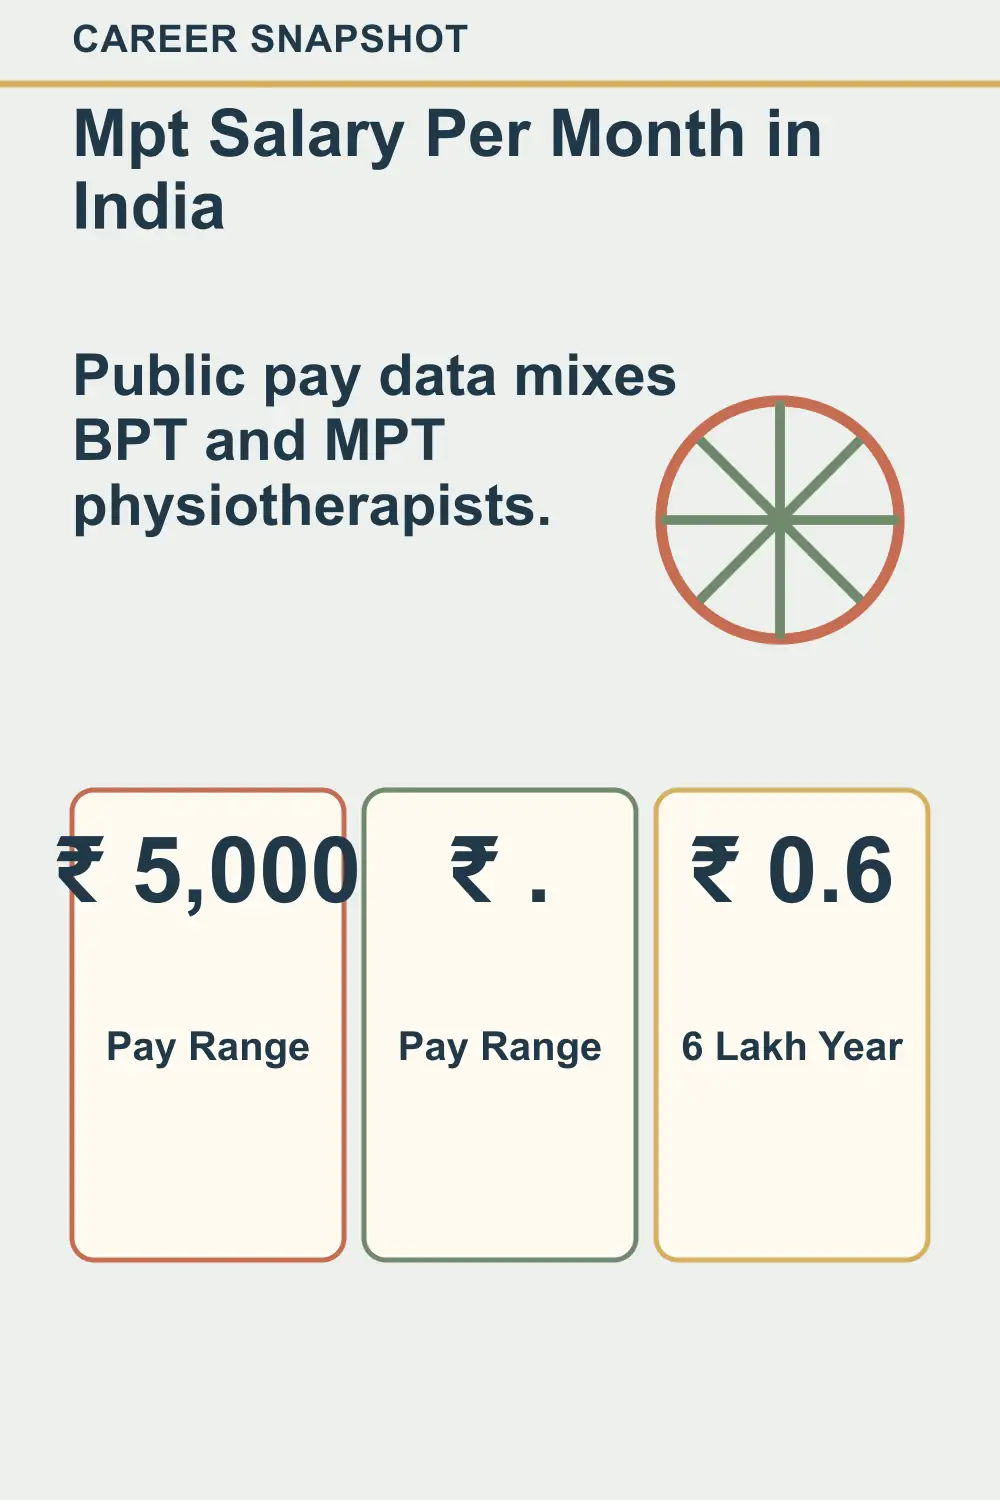 CAREER SNAPSHOT
Mpt Salary Per Month in
India
Public pay data mixes
BPT and MPT
physiotherapists.
₹ 5,000
₹ .
₹ 0.6
Pay Range
Pay Range
6 Lakh Year